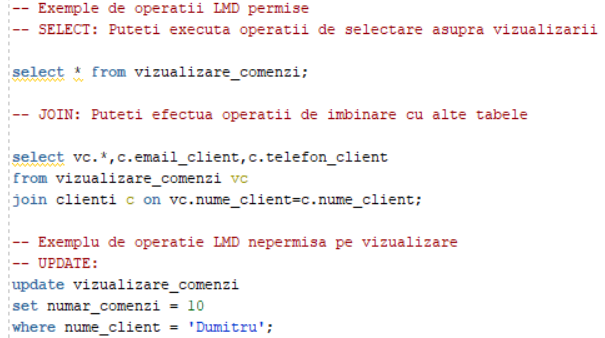 -- Exemple de operatii LMD permise
-- SELECT: Puteti executa operatii de selectare asupra vizualizarii
select * from vizualizare_comenzi;
-- JOIN: Puteti efectua operatii de imbinare cu alte tabele
select vc.*,c.email_client,c.telefon_client
from vizualizare_comenzi vc
join clienti c on vc.nume_client=c.nume_client;
-- Exemplu de operatie LMD nepermisa pe vizualizare
-- UPDATE:
update vizualizare_comenzi
set numar_comenzi = 10
where nume_client = 'Dumitru';